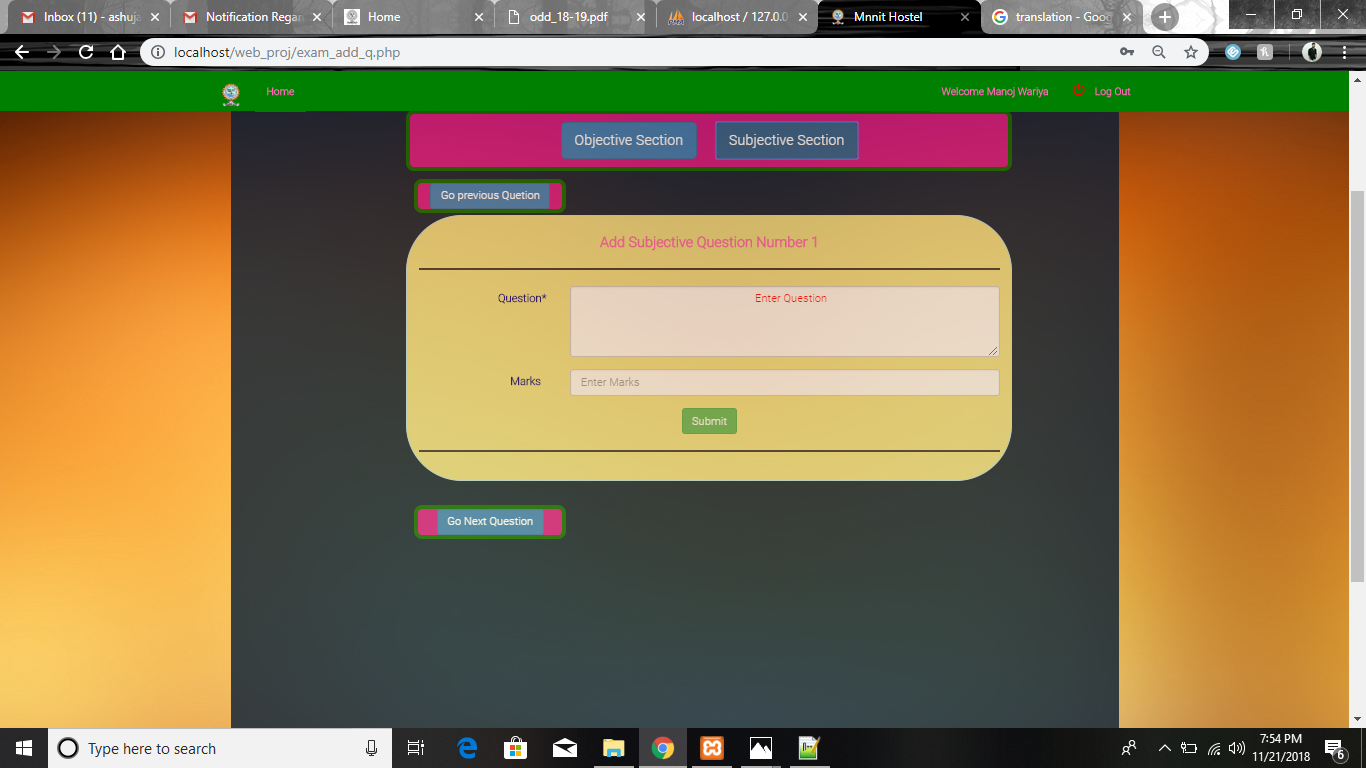 Inbox (11) - ashuja
Notification Regar
Home
odd_18-19.pdf
localhost / 127.0.0
Mnnit Hostel
translation - Goog
localhost/web_proj/exam_add_q.php
Home
Welcome Manoj Wariya
Log Out
Objective Section
Subjective Section
Go previous Quetion
Add Subjective Question Number 1
Question*
Enter Question
Marks
Enter Marks
Submit
Go Next Question
Type here to search
7:54 PM
11/21/2018
6